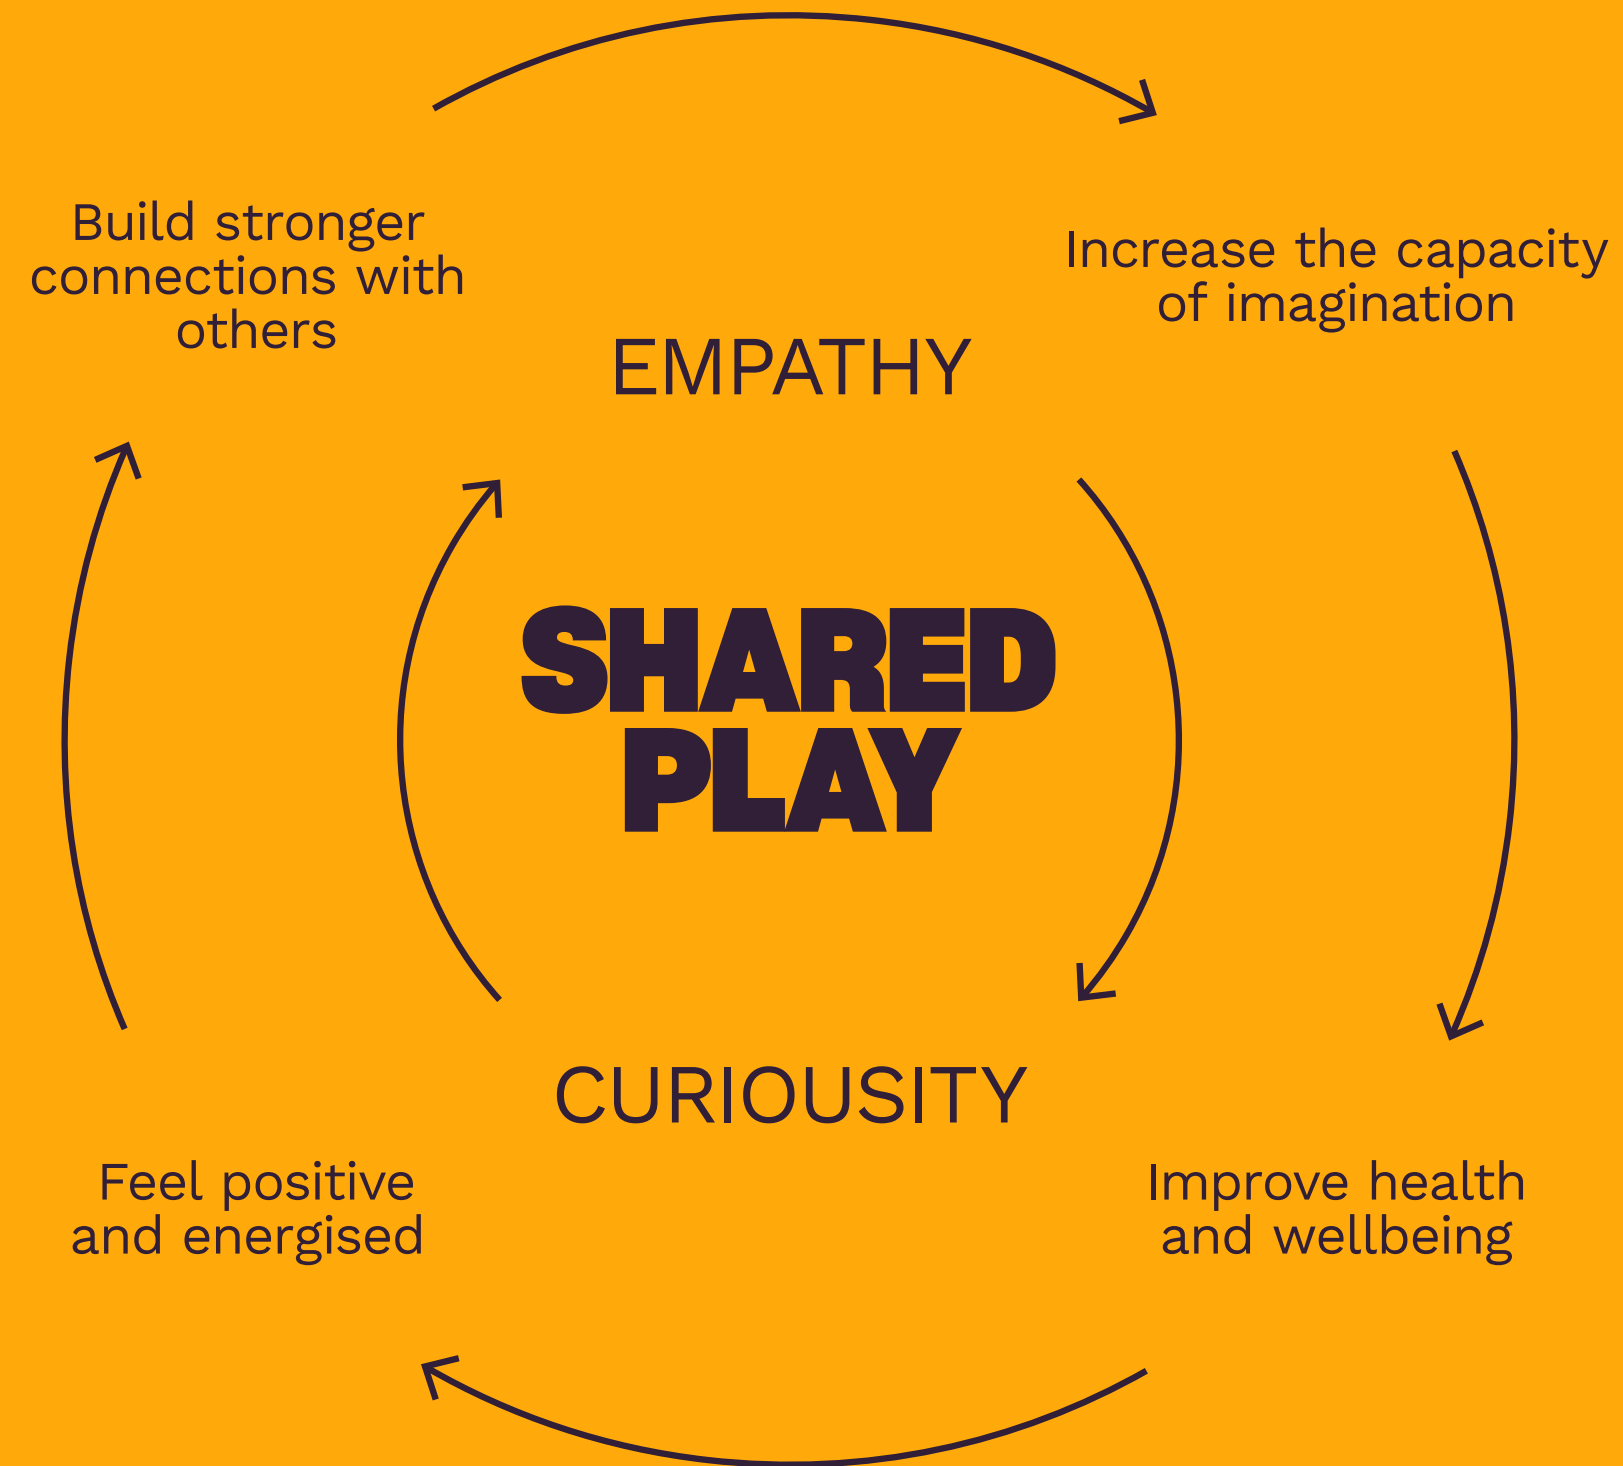 Build stronger
connections with
others
Increase the capacity
of imagination
EMPATHY
SHARED
PLAY
CURIOUSITY
Feel positive
and energised
Improve health
and wellbeing